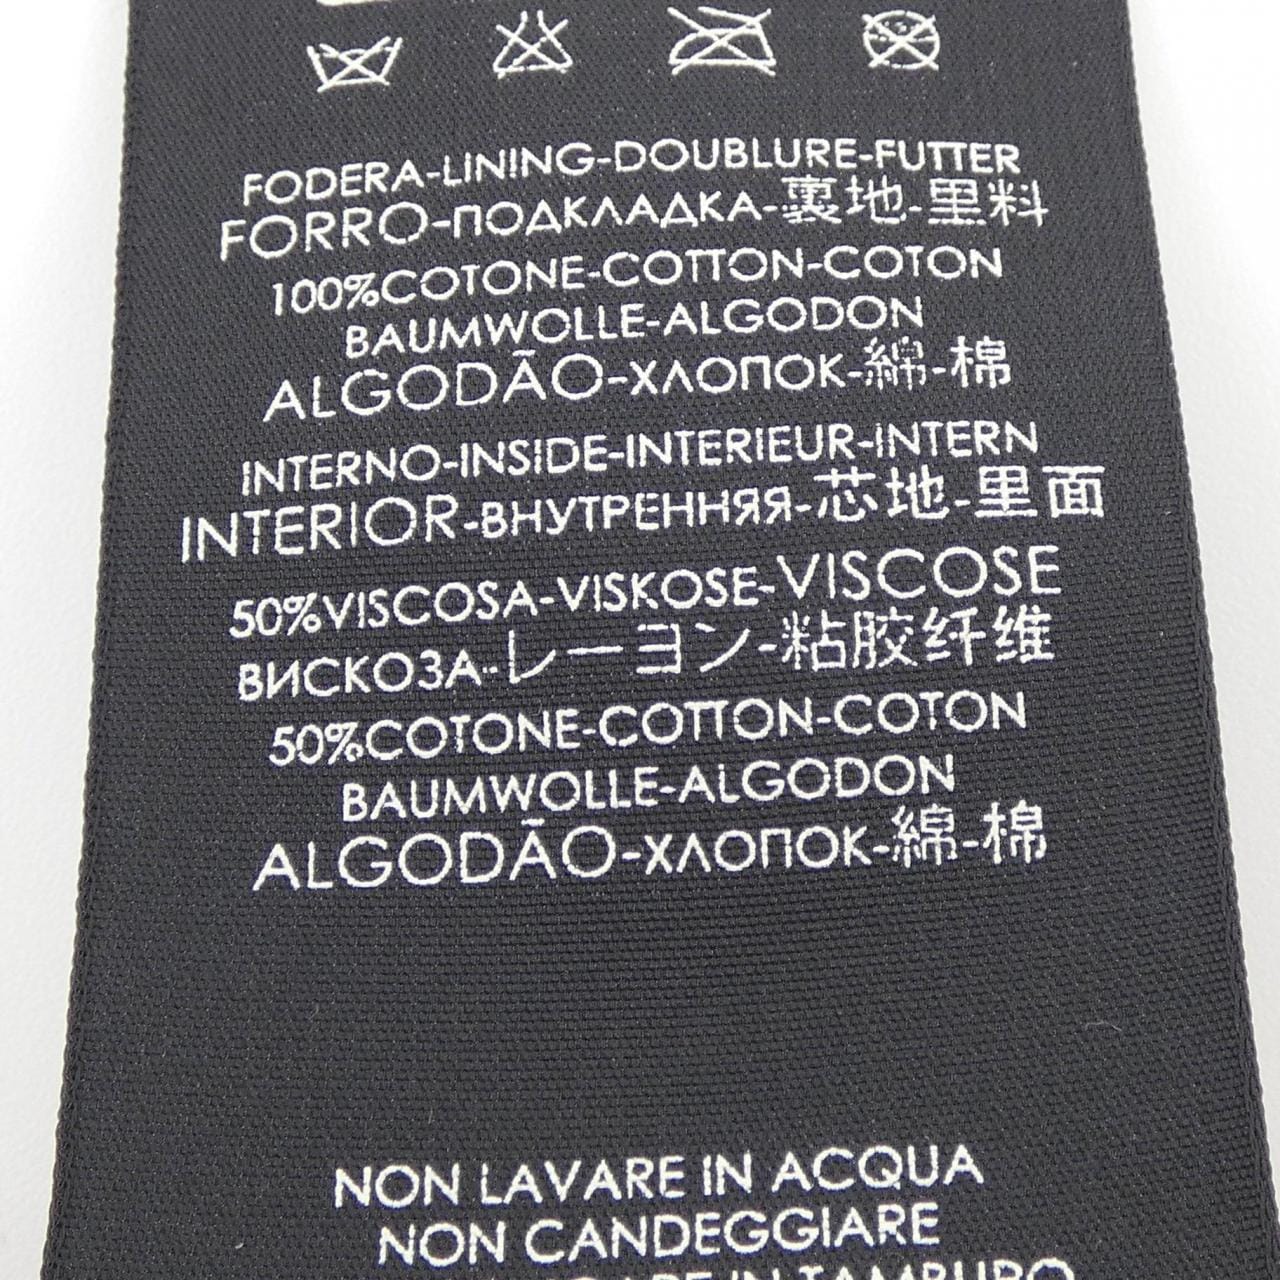 FODERA-LINING-DOUBLURE-FUTTER
FORRO-ПОДКЛАДКА-裏地-里料
100%COTONE-COTTON-COTON
BAUMWOLLE-ALGODON
ALGODÃO-ХЛОПОК-綿-棉
INTERNO-INSIDE-INTERIEUR-INTERN
INTERIOR-ВНУТРЕННЯЯ-芯地-里面
50%VISCOSA-VISKOSE-VISCOSE
ВИСКОЗА-レーヨン-粘胶纤维
50%COTONE-COTTON-COTON
BAUMWOLLE-ALGODON
ALGODÃO-ХЛОПОК-綿-棉
NON LAVARE IN ACQUA
NON CANDEGGIARE
IN TAMBURO